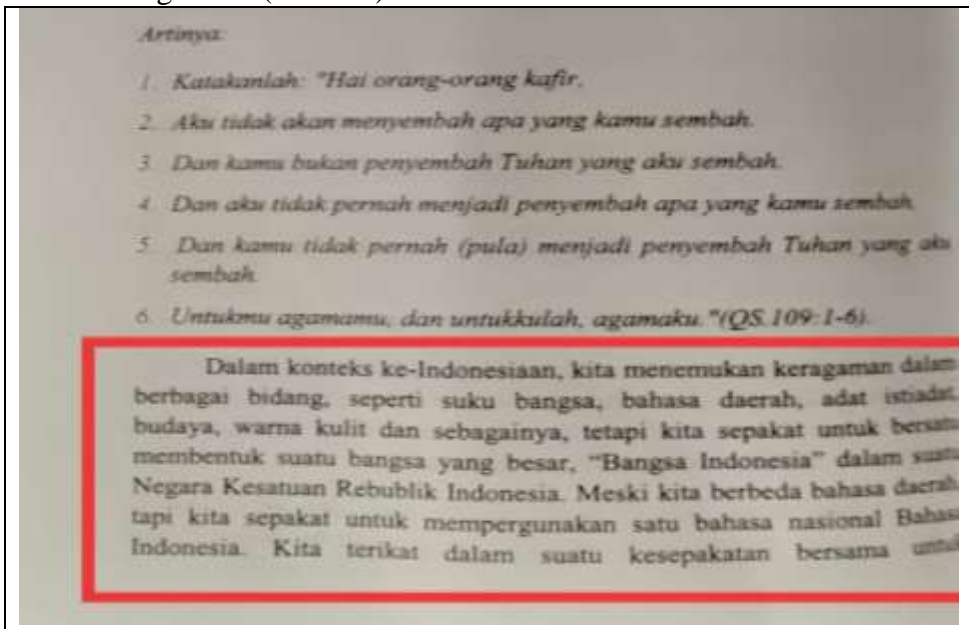 Artinya:
1. Katakanlah: "Hai orang-orang kafir,
2. Aku tidak akan menyembah apa yang kamu sembah.
3. Dan kamu bukan penyembah Tuhan yang aku sembah.
4. Dan aku tidak pernah menjadi penyembah apa yang kamu sembah,
5. Dan kamu tidak pernah (pula) menjadi penyembah Tuhan yang aku
sembah.
6. Untukmu agamamu, dan untukkulah, agamaku."(QS.109:1-6).
Dalam konteks ke-Indonesiaan, kita menemukan keragaman dalam
berbagai bidang, seperti suku bangsa, bahasa daerah, adat istiadat,
budaya, warna kulit dan sebagainya, tetapi kita sepakat untuk bersatu
membentuk suatu bangsa yang besar, "Bangsa Indonesia" dalam suatu
Negara Kesatuan Rebublik Indonesia. Meski kita berbeda bahasa daerah,
tapi kita sepakat untuk mempergunakan satu bahasa nasional Bahasa
Indonesia. Kita terikat dalam suatu kesepakatan bersama untuk